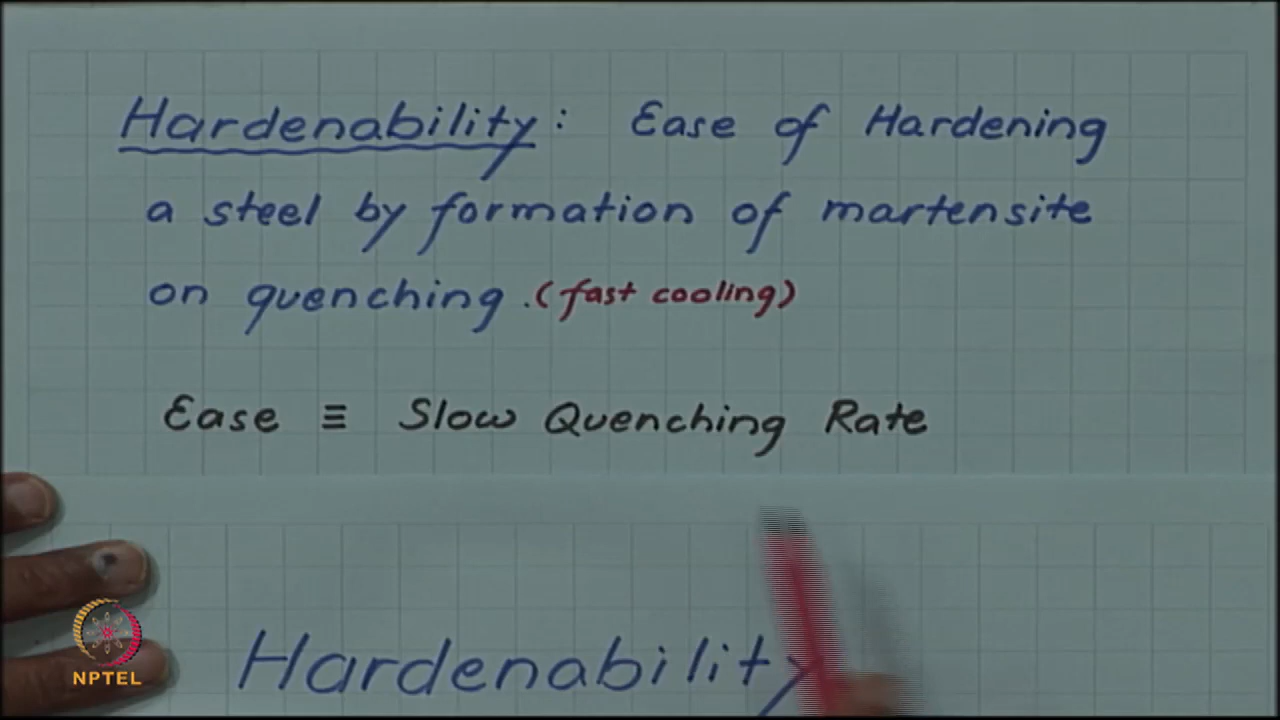 Hardenability: Ease of Hardening
a steel by formation of martensite
on quenching. (fast cooling)
Ease ≡ Slow Quenching Rate
Hardenability
NPTEL